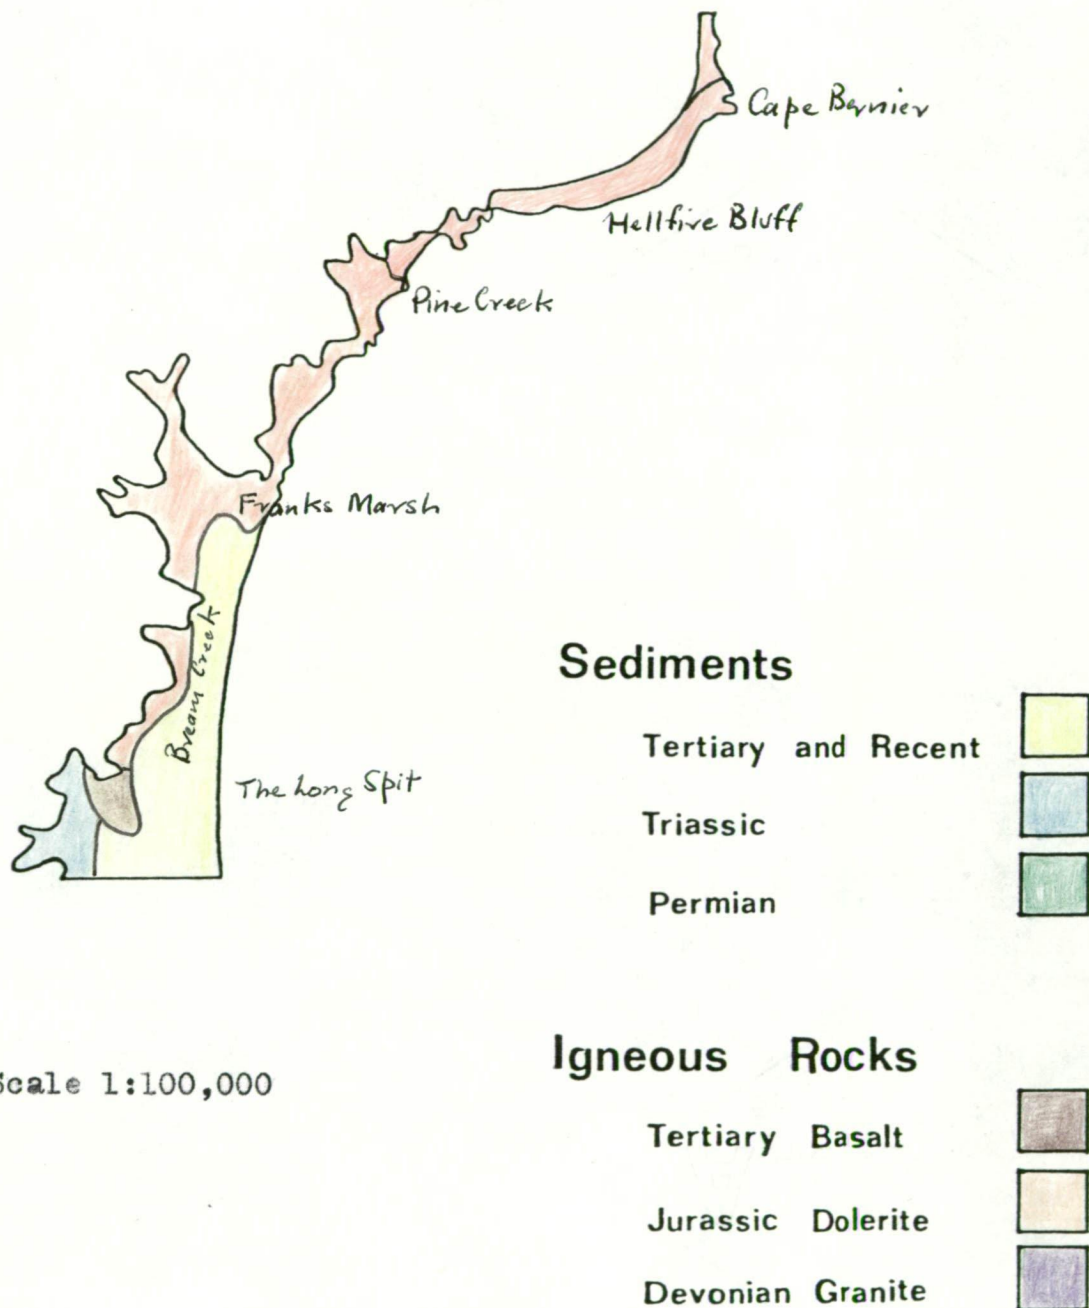 Cape Bernier
Hellfire Bluff
Pine Creek
Franks Marsh
Bream Creek
The Long Spit
Sediments
Tertiary and Recent
Triassic
Permian
Scale 1:100,000
Igneous Rocks
Tertiary Basalt
Jurassic Dolerite
Devonian Granite